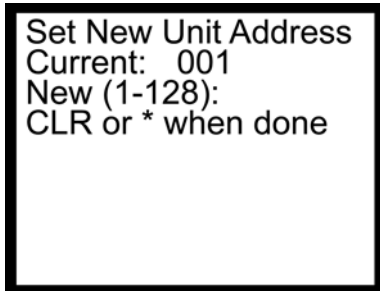 Set New Unit Address
Current: 001
New (1-128):
CLR or * when done